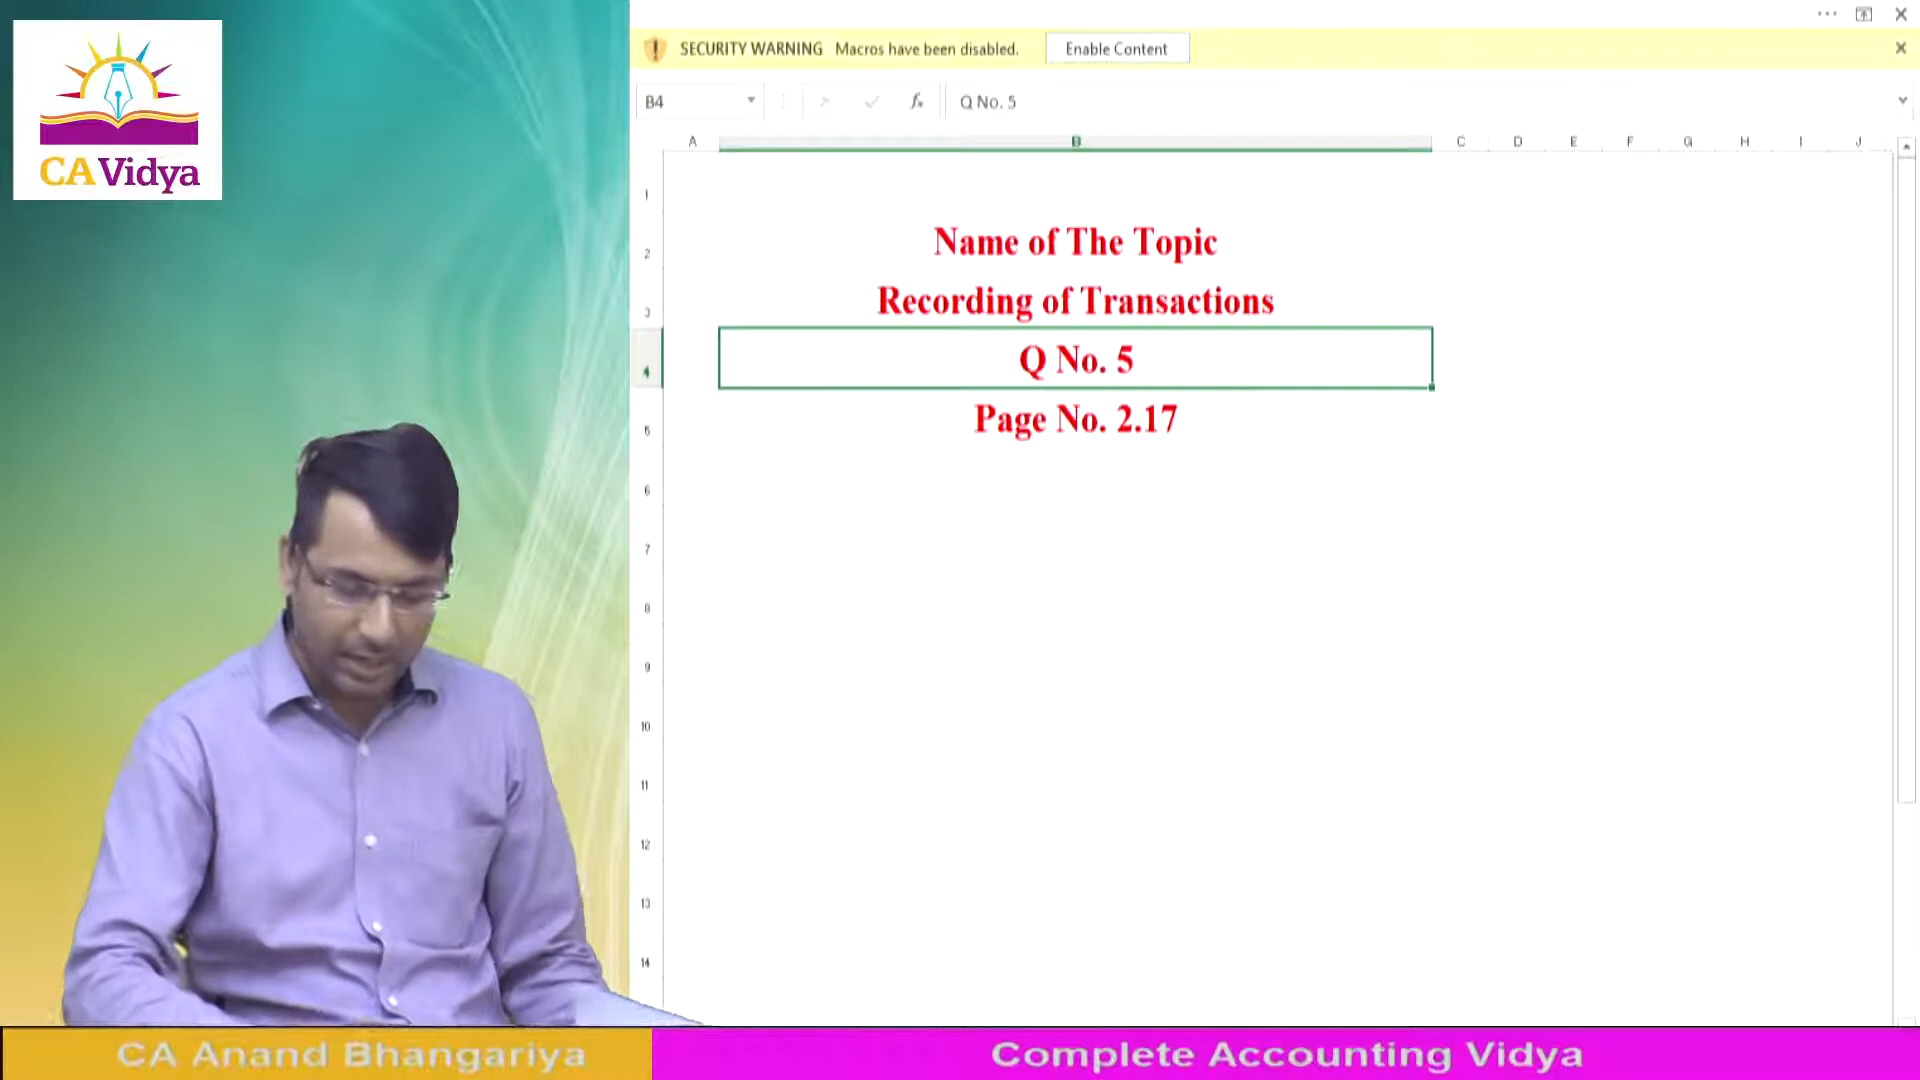 CA Vidya
SECURITY WARNING Macros have been disabled. Enable Content
B4 fx Q No. 5
A B C D E F G H I J
1
Name of The Topic
2
Recording of Transactions
3
Q No. 5
4
Page No. 2.17
5
6
7
8
9
10
11
12
13
14
CA Anand Bhangariya
Complete Accounting Vidya